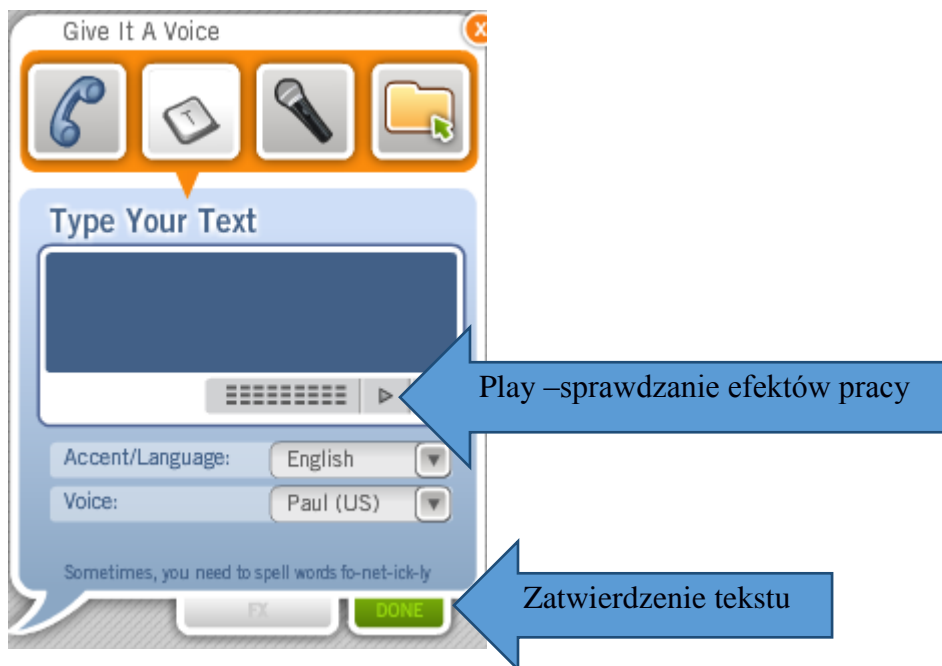 Give It A Voice
X
T
Type Your Text
Play –sprawdzanie efektów pracy
Accent/Language: English
Voice: Paul (US)
Sometimes, you need to spell words fo-net-ick-ly
FX DONE
Zatwierdzenie tekstu